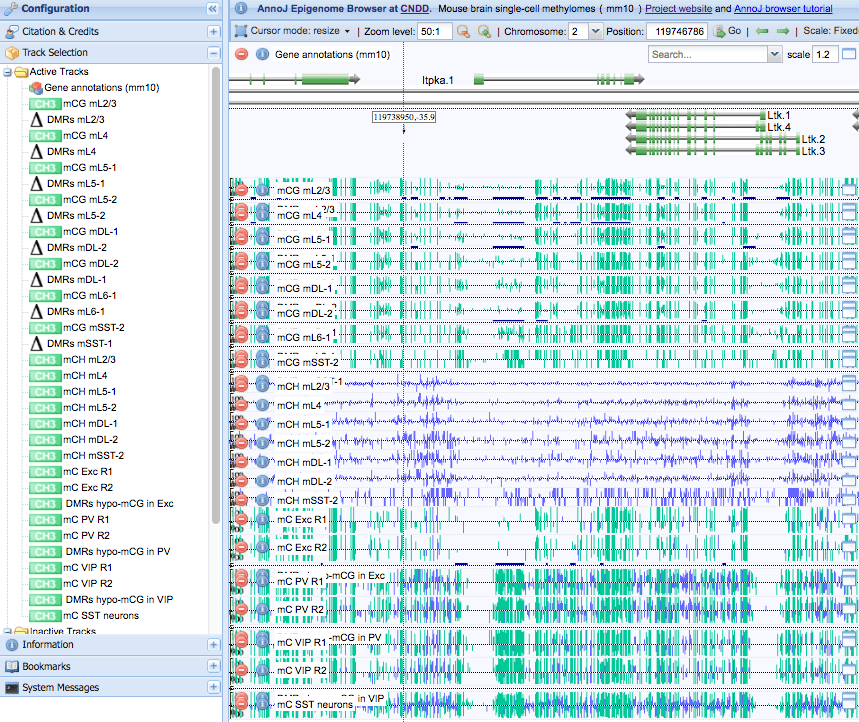 Configuration
Citation & Credits
Track Selection
Active Tracks
Gene annotations (mm10)
CH3 mCG mL2/3
DMRs mL2/3
CH3 mCG mL4
DMRs mL4
CH3 mCG mL5-1
DMRs mL5-1
CH3 mCG mL5-2
DMRs mL5-2
CH3 mCG mDL-1
DMRs mDL-2
CH3 mCG mDL-2
DMRs mDL-1
CH3 mCG mL6-1
DMRs mL6-1
CH3 mCG mSST-2
DMRs mSST-1
CH3 mCH mL2/3
CH3 mCH mL4
CH3 mCH mL5-1
CH3 mCH mL5-2
CH3 mCH mDL-1
CH3 mCH mDL-2
CH3 mCH mSST-2
CH3 mC Exc R1
CH3 mC Exc R2
CH3 DMRs hypo-mCG in Exc
CH3 mC PV R1
CH3 mC PV R2
CH3 DMRs hypo-mCG in PV
CH3 mC VIP R1
CH3 mC VIP R2
CH3 DMRs hypo-mCG in VIP
CH3 mC SST neurons
Inactive Tracks
Information
Bookmarks
System Messages
AnnoJ Epigenome Browser at CNDD. Mouse brain single-cell methylomes ( mm10 ) Project website and AnnoJ browser tutorial
Cursor mode: resize Zoom level: 50:1 Chromosome: 2 Position: 119746786 Go Scale: Fixed
Gene annotations (mm10) Search... scale 1.2
Itpka.1
119738950,-35.9
Ltk.1
Ltk.4
Ltk.2
Ltk.3
mCG mL2/3
mCG mL4
mCG mL5-1
mCG mL5-2
mCG mDL-1
mCG mDL-2
mCG mL6-1
mCG mSST-2
mCH mL2/3
mCH mL4
mCH mL5-1
mCH mL5-2
mCH mDL-1
mCH mDL-2
mCH mSST-2
mC Exc R1
mC Exc R2
-mCG in Exc
mC PV R1
mC PV R2
-mCG in PV
mC VIP R1
mC VIP R2
CG in VIP
mC SST neurons